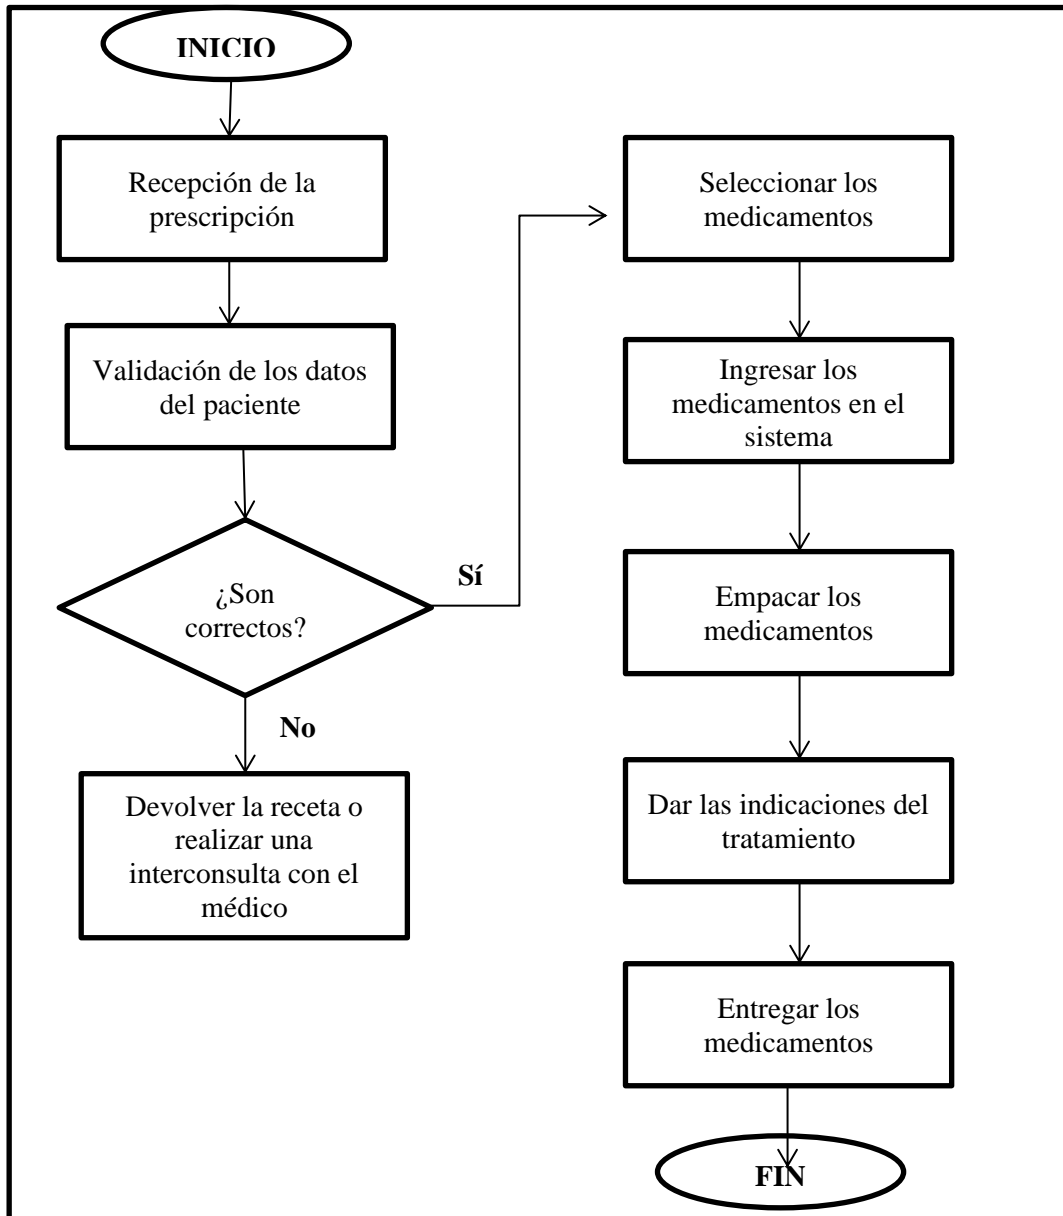 INICIO
Recepción de la
prescripción
Validación de los datos
del paciente
¿Son
correctos?
Sí
No
Devolver la receta o
realizar una
interconsulta con el
médico
Seleccionar los
medicamentos
Ingresar los
medicamentos en el
sistema
Empacar los
medicamentos
Dar las indicaciones del
tratamiento
Entregar los
medicamentos
FIN